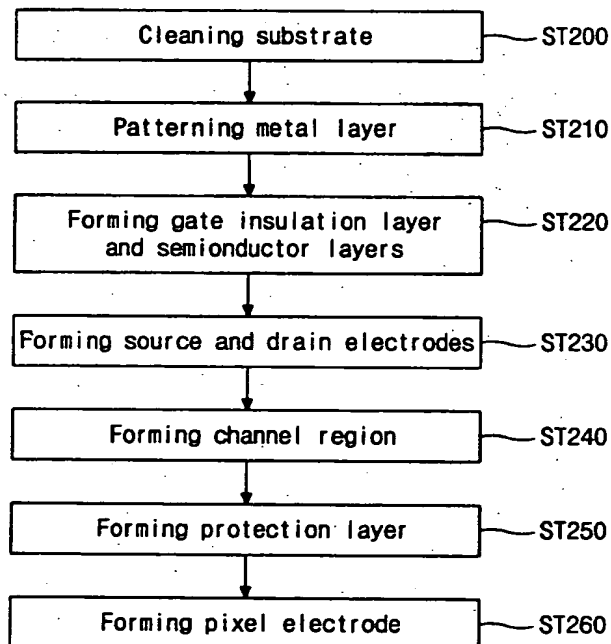 Cleaning substrate ST200
Patterning metal layer ST210
Forming gate insulation layer
and semionductor layers ST220
Forming source and drain electrodes ST230
Forming channel region ST240
Forming protection layer ST250
Forming pixel electrode ST260